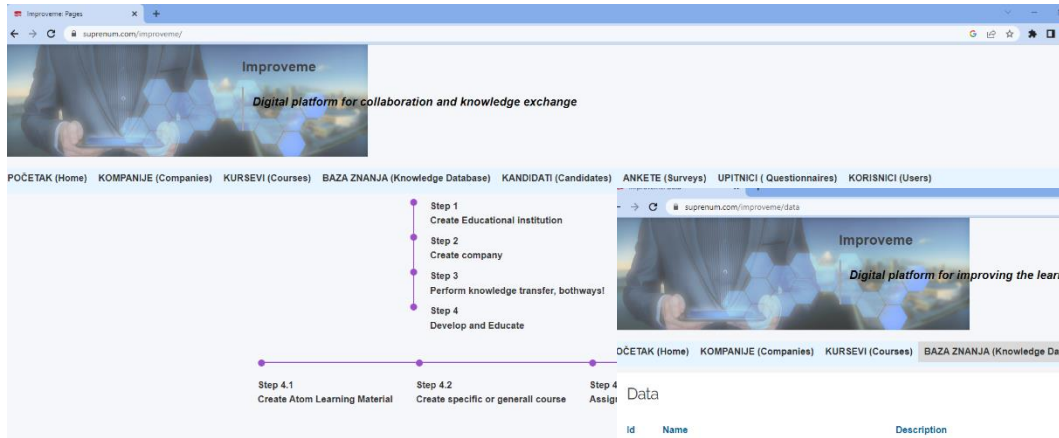 Improveme: Pages
suprenum.com/improveme/
Improveme
Digital platform for collaboration and knowledge exchange
POČETAK (Home) KOMPANIJE (Companies) KURSEVI (Courses) BAZA ZNANJA (Knowledge Database) KANDIDATI (Candidates) ANKETE (Surveys) UPITNICI ( Questionnaires) KORISNICI (Users)
Step 1
Create Educational institution
Step 2
Create company
Step 3
Perform knowledge transfer, bothways!
Step 4
Develop and Educate
Step 4.1
Create Atom Learning Material
Step 4.2
Create specific or generall course
Step 4
Assign
suprenum.com/improveme/data
Improveme
Digital platform for improving the lear
OČETAK (Home) KOMPANIJE (Companies) KURSEVI (Courses) BAZA ZNANJA (Knowledge Da
Data
Id Name Description